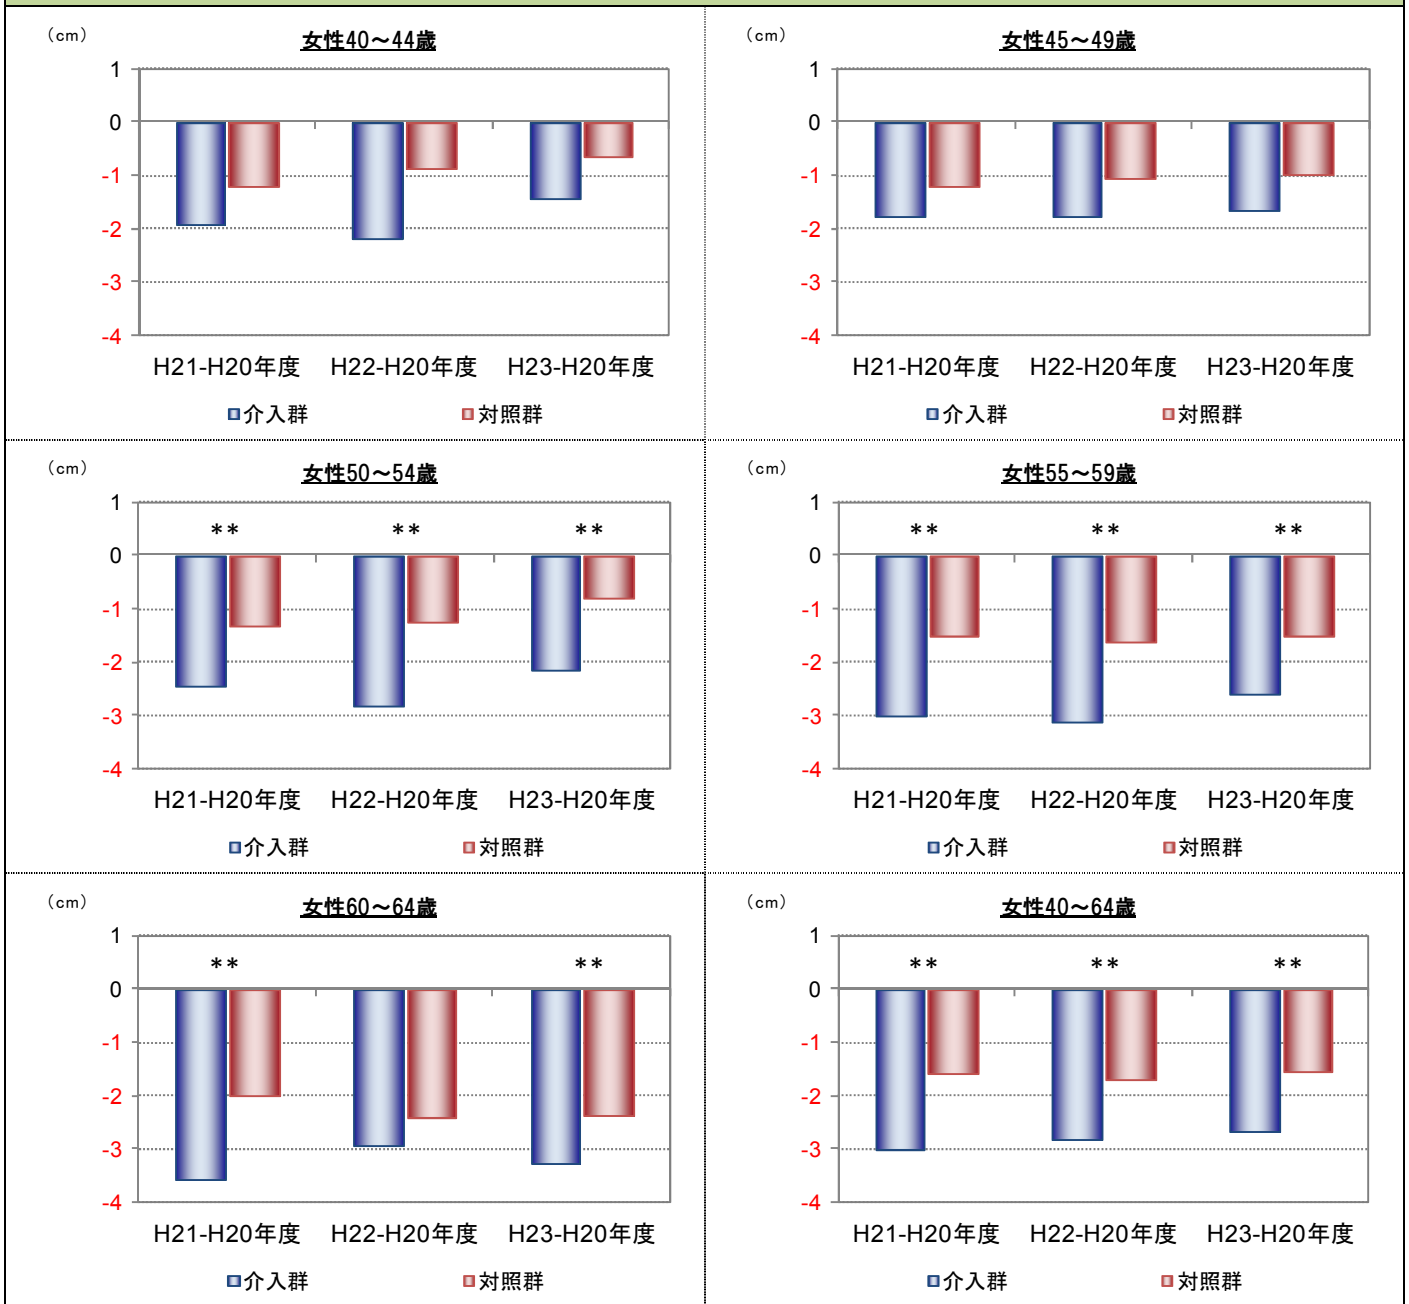 （cm）
女性40～44歳
1
0
-1
-2
-3
-4
H21-H20年度 H22-H20年度 H23-H20年度
介入群 対照群
（cm）
女性45～49歳
1
0
-1
-2
-3
-4
H21-H20年度 H22-H20年度 H23-H20年度
介入群 対照群
（cm）
女性50～54歳
1
** ** **
0
-1
-2
-3
-4
H21-H20年度 H22-H20年度 H23-H20年度
介入群 対照群
（cm）
女性55～59歳
1
** ** **
0
-1
-2
-3
-4
H21-H20年度 H22-H20年度 H23-H20年度
介入群 対照群
（cm）
女性60～64歳
1
** **
0
-1
-2
-3
-4
H21-H20年度 H22-H20年度 H23-H20年度
介入群 対照群
（cm）
女性40～64歳
1
** ** **
0
-1
-2
-3
-4
H21-H20年度 H22-H20年度 H23-H20年度
介入群 対照群